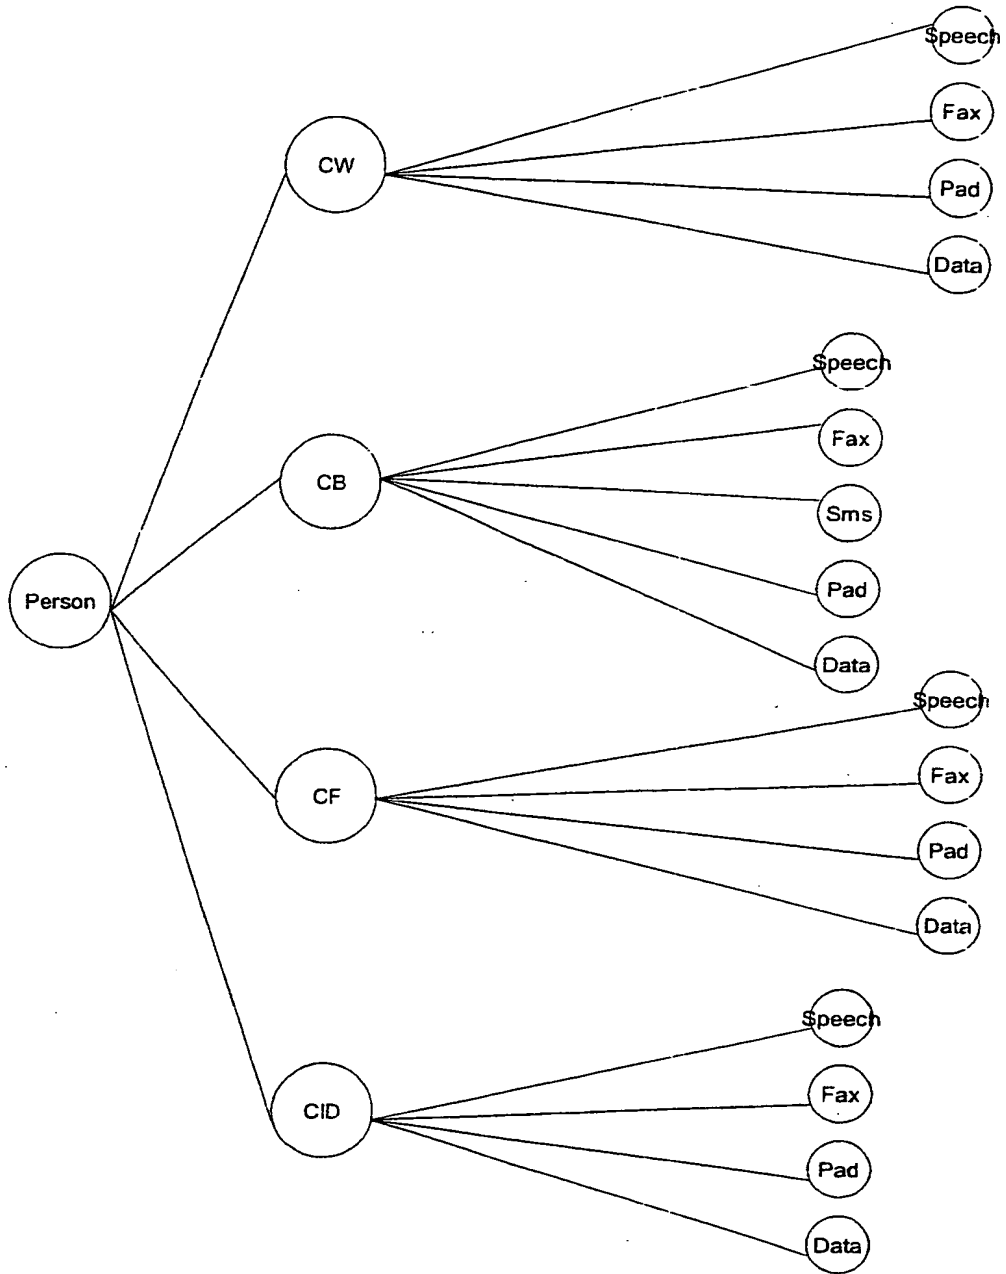 Speech
Fax
CW
Pad
Data
Speech
Fax
CB
Sms
Pad
Person
Data
Speech
Fax
CF
Pad
Data
Speech
Fax
CID
Pad
Data